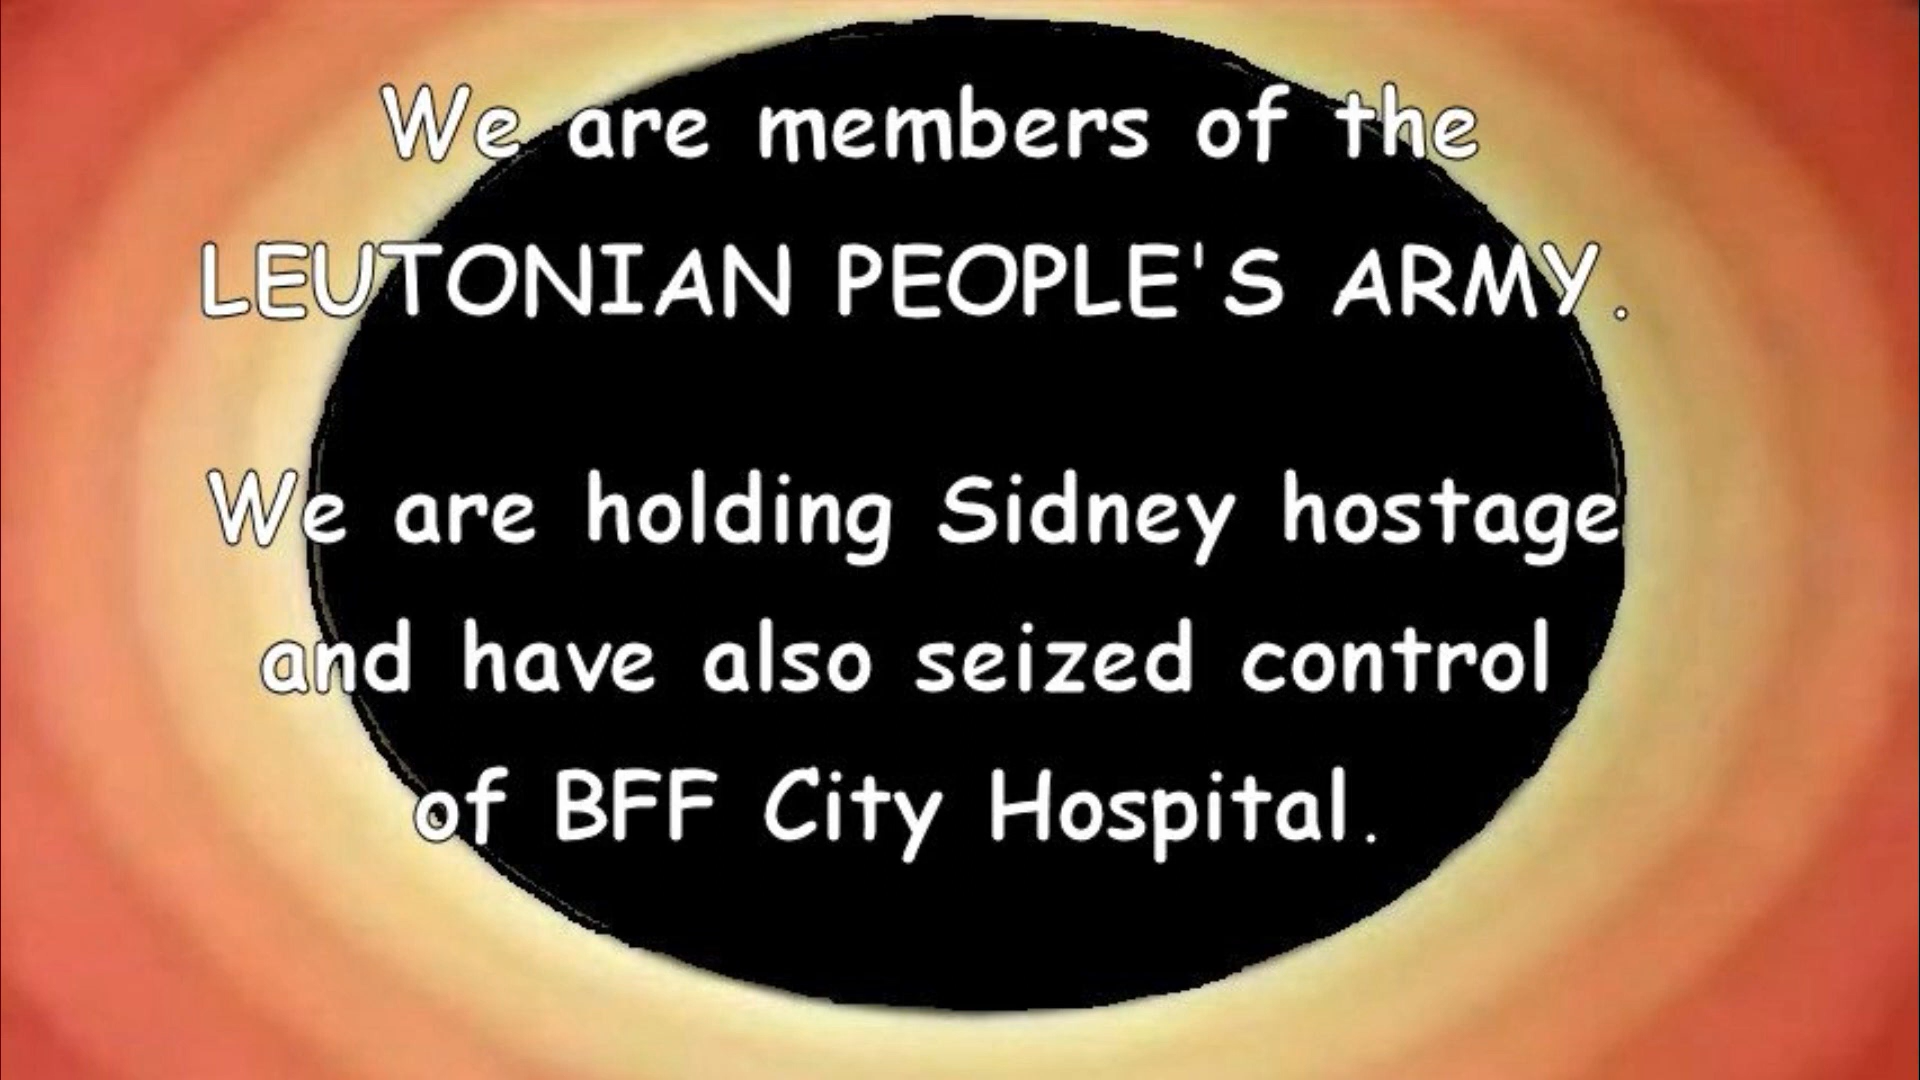 We are members of the
LEUTONIAN PEOPLE'S ARMY.
We are holding Sidney hostage
and have also seized control
of BFF City Hospital.